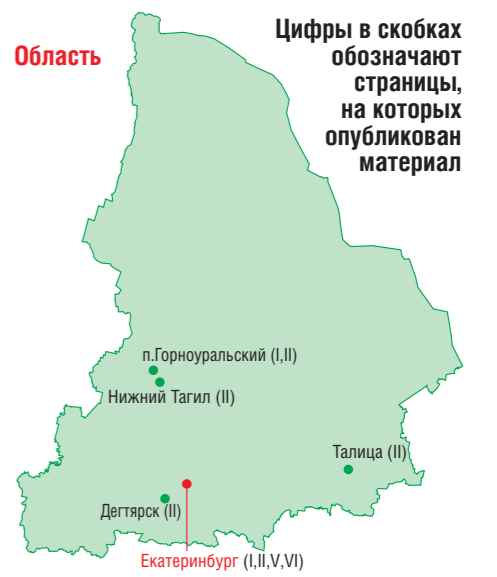 Область
Цифры в скобках
обозначают
страницы,
на которых
опубликован
материал
п.Горноуральский (I,II)
Нижний Тагил (II)
Талица (II)
Дегтярск (II)
Екатеринбург (I,II,V,VI)